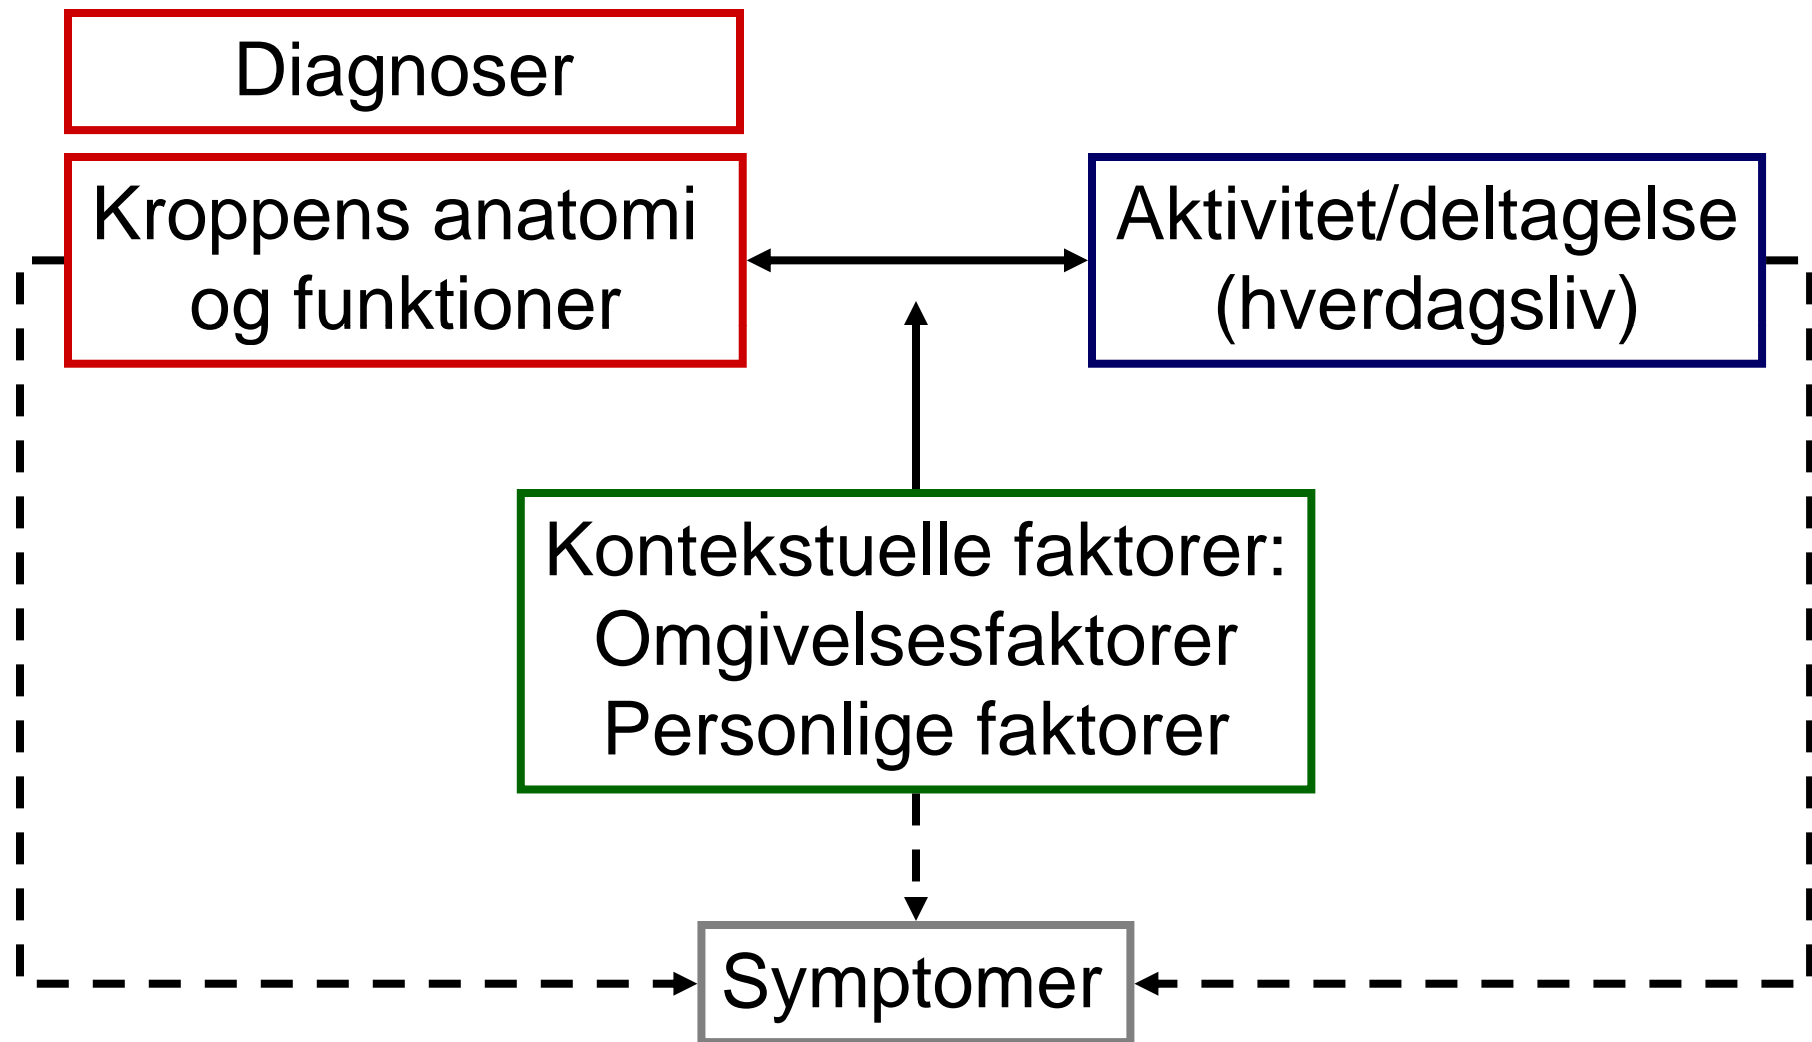 Diagnoser
Kroppens anatomi
og funktioner
Aktivitet/deltagelse
(hverdagsliv)
Kontekstuelle faktorer:
Omgivelsesfaktorer
Personlige faktorer
Symptomer